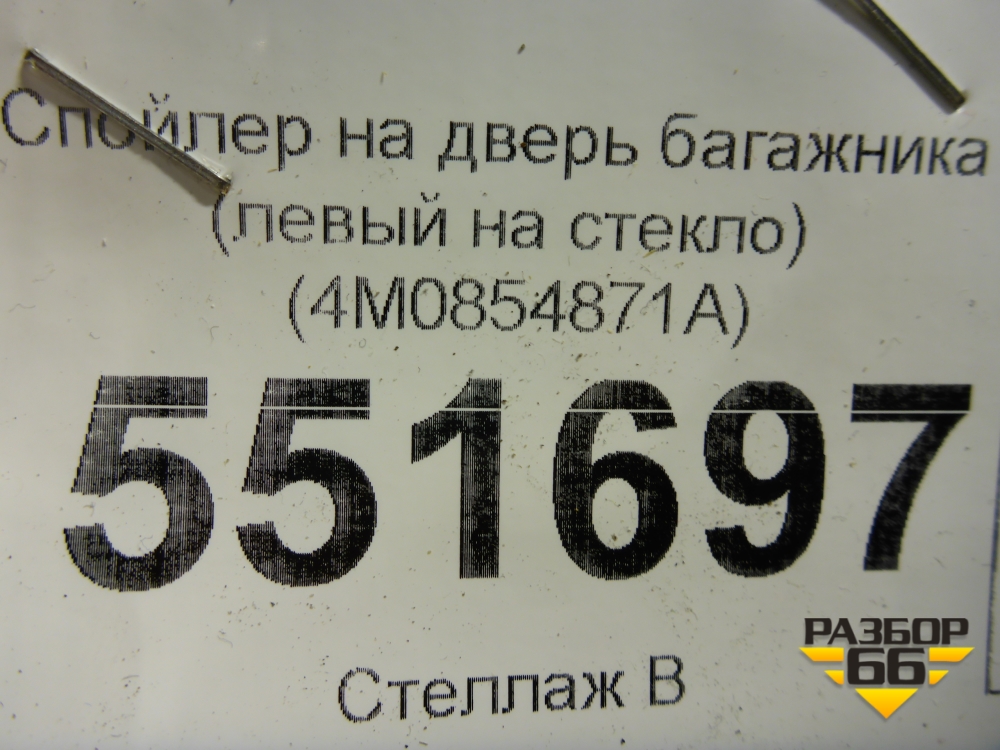 Спойлер на дверь багажника
(левый на стекло)
(4M0854871A)
551697
Стеллаж В
РАЗБОР
66